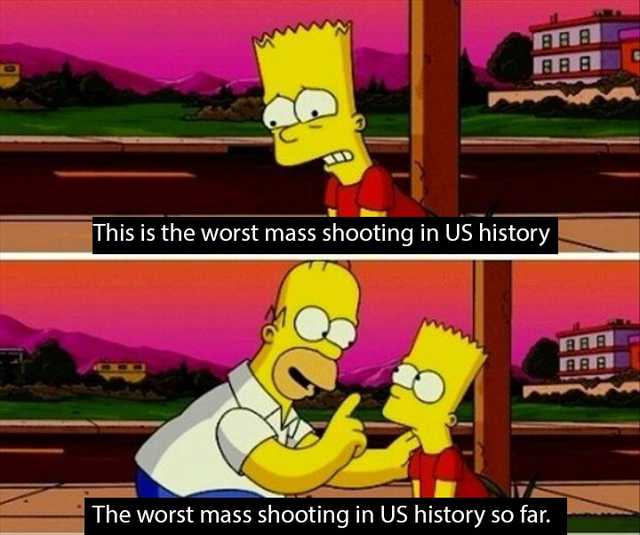 This is the worst mass shooting in US history
The worst mass shooting in US history so far.